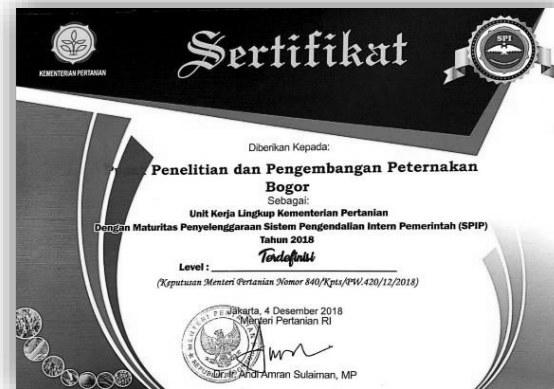 KEMENTERIAN PERTANIAN
Sertifikat
SPI
Diberikan Kepada:
Penelitian dan Pengembangan Peternakan
Bogor
Sebagai:
Unit Kerja Lingkup Kementerian Pertanian
Dengan Maturitas Penyelenggaraan Sistem Pengendalian Intern Pemerintah (SPIP)
Tahun 2018
Level : Terdefinisi
(Keputusan Menteri Pertanian Nomor 840/Kpts/PW.420/12/2018)
Jakarta, 4 Desember 2018
Menteri Pertanian RI
Dr. Ir. Andi Amran Sulaiman, MP